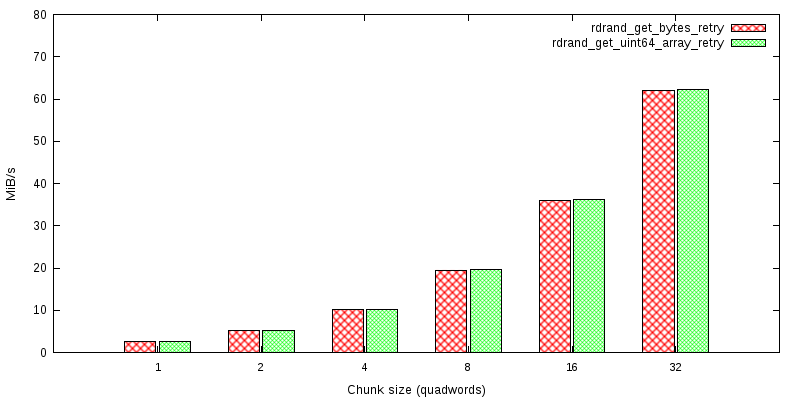 80
70
60
50
40
30
20
10
0
MiB/s
rdrand_get_bytes_retry
rdrand_get_uint64_array_retry
1 2 4 8 16 32
Chunk size (quadwords)